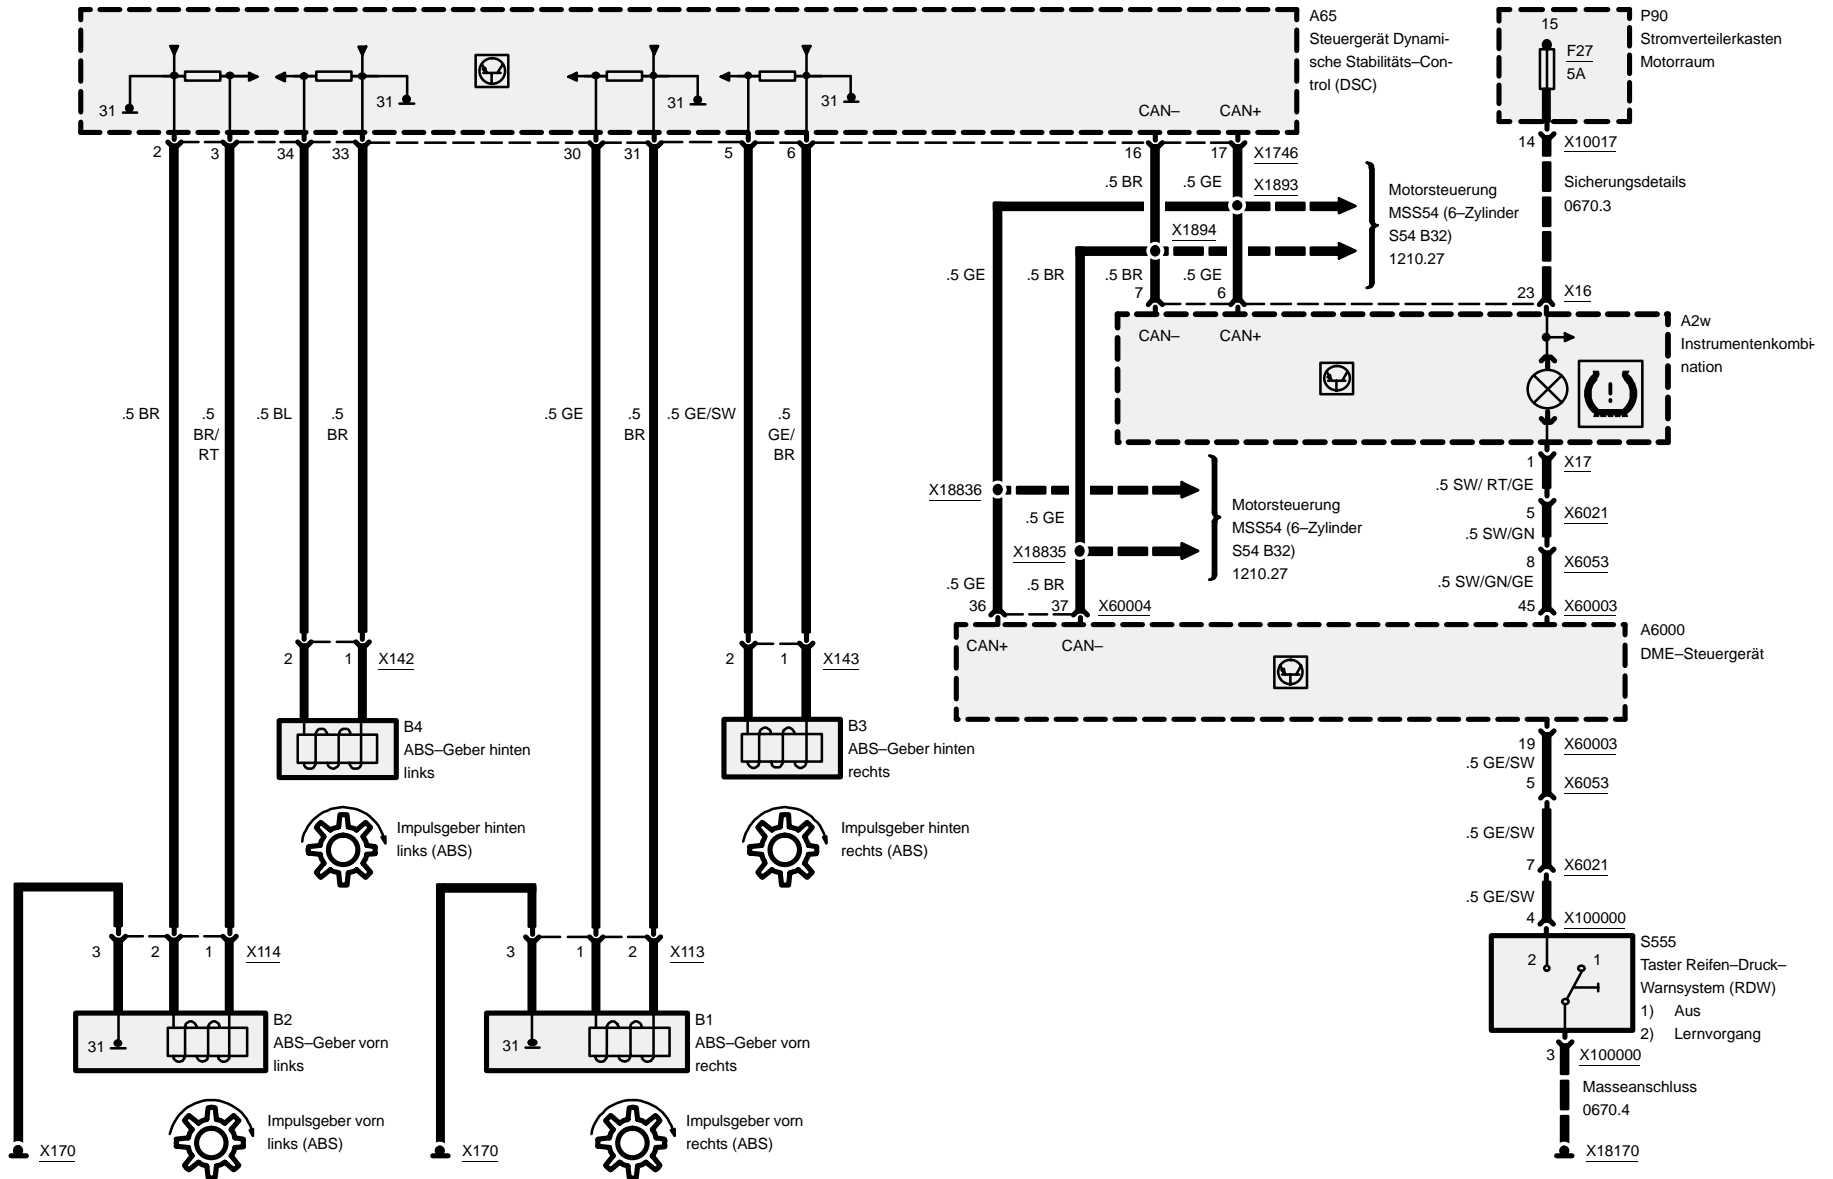 A65
Steuergerät Dynami-
sche Stabilitäts–Con-
trol (DSC)
31
31
31
31
CAN–
CAN+
15
F27
5A
P90
Stromverteilerkasten
Motorraum
2
3
34
33
30
31
5
6
16
17
X1746
14
X10017
.5 BR
.5 GE
X1893
X1894
Motorsteuerung
MSS54 (6–Zylinder
S54 B32)
1210.27
Sicherungsdetails
0670.3
.5 GE
.5 BR
.5 BR
.5 GE
7
6
23
X16
CAN–
CAN+
A2w
Instrumentenkombi-
nation
!
.5 BR
.5
BR/
RT
.5 BL
.5
BR
.5 GE
.5
BR
.5 GE/SW
.5
GE/
BR
1
X17
.5 SW/ RT/GE
5
X6021
.5 SW/GN
8
X6053
.5 SW/GN/GE
45
X60003
X18836
.5 GE
X18835
Motorsteuerung
MSS54 (6–Zylinder
S54 B32)
1210.27
.5 GE
.5 BR
36
37
X60004
CAN+
CAN–
A6000
DME–Steuergerät
2
1
X142
2
1
X143
B4
ABS–Geber hinten
links
B3
ABS–Geber hinten
rechts
Impulsgeber hinten
links (ABS)
Impulsgeber hinten
rechts (ABS)
19
X60003
.5 GE/SW
5
X6053
.5 GE/SW
7
X6021
.5 GE/SW
4
X100000
2
1
S555
Taster Reifen–Druck–
Warnsystem (RDW)
1) Aus
2) Lernvorgang
3
X100000
Masseanschluss
0670.4
X18170
3
2
1
X114
3
1
2
X113
31
B2
ABS–Geber vorn
links
31
B1
ABS–Geber vorn
rechts
Impulsgeber vorn
links (ABS)
Impulsgeber vorn
rechts (ABS)
X170
X170